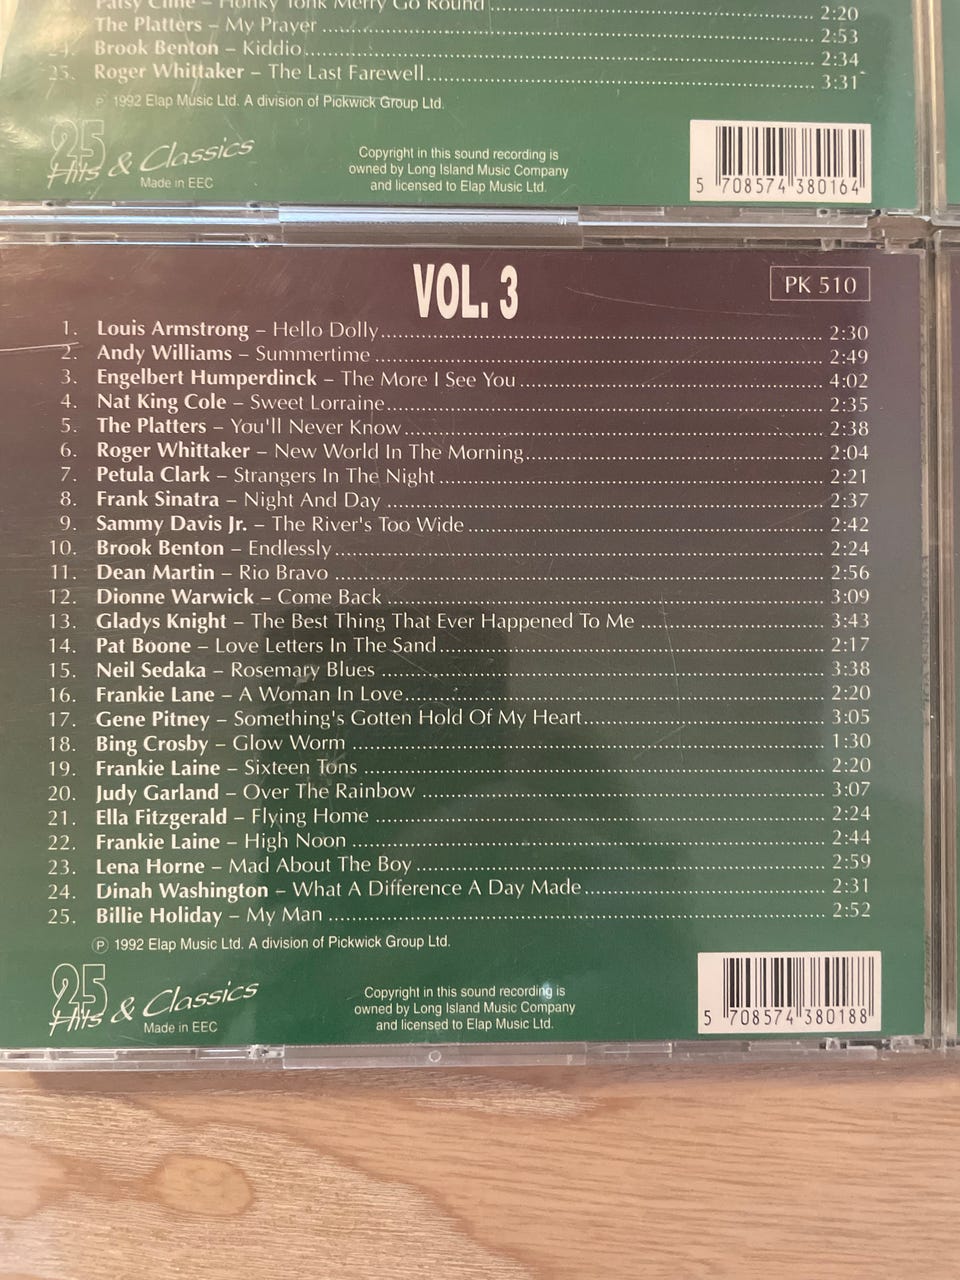 Patsy Cline – Honky Tonk Merry Go Round 2:20
The Platters – My Prayer 2:53
24. Brook Benton – Kiddio 2:34
25. Roger Whittaker – The Last Farewell 3:31
℗ 1992 Elap Music Ltd. A division of Pickwick Group Ltd.
25
Hits & Classics
Made in EEC
Copyright in this sound recording is
owned by Long Island Music Company
and licensed to Elap Music Ltd.
5 708574 380164
VOL. 3
PK 510
1. Louis Armstrong – Hello Dolly 2:30
2. Andy Williams – Summertime 2:49
3. Engelbert Humperdinck – The More I See You 4:02
4. Nat King Cole – Sweet Lorraine 2:35
5. The Platters – You'll Never Know 2:38
6. Roger Whittaker – New World In The Morning 2:04
7. Petula Clark – Strangers In The Night 2:21
8. Frank Sinatra – Night And Day 2:37
9. Sammy Davis Jr. – The River's Too Wide 2:42
10. Brook Benton – Endlessly 2:24
11. Dean Martin – Rio Bravo 2:56
12. Dionne Warwick – Come Back 3:09
13. Gladys Knight – The Best Thing That Ever Happened To Me 3:43
14. Pat Boone – Love Letters In The Sand 2:17
15. Neil Sedaka – Rosemary Blues 3:38
16. Frankie Lane – A Woman In Love 2:20
17. Gene Pitney – Something's Gotten Hold Of My Heart 3:05
18. Bing Crosby – Glow Worm 1:30
19. Frankie Laine – Sixteen Tons 2:20
20. Judy Garland – Over The Rainbow 3:07
21. Ella Fitzgerald – Flying Home 2:24
22. Frankie Laine – High Noon 2:44
23. Lena Horne – Mad About The Boy 2:59
24. Dinah Washington – What A Difference A Day Made 2:31
25. Billie Holiday – My Man 2:52
℗ 1992 Elap Music Ltd. A division of Pickwick Group Ltd.
25
Hits & Classics
Made in EEC
Copyright in this sound recording is
owned by Long Island Music Company
and licensed to Elap Music Ltd.
5 708574 380188